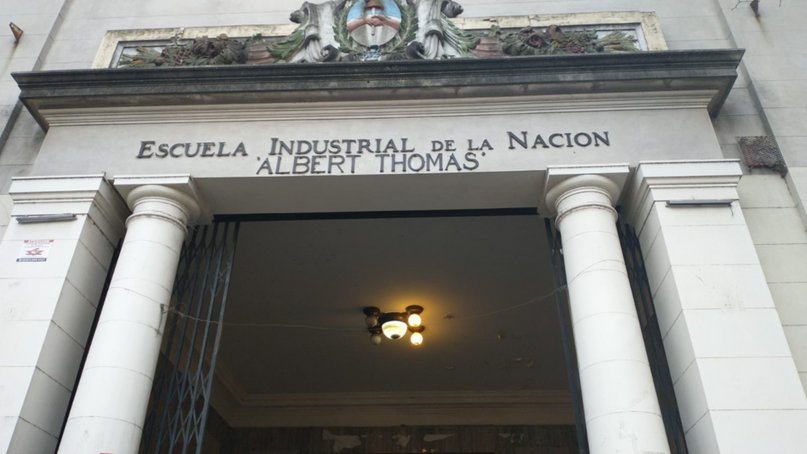 Escuela Industrial de la Nacion
"ALBERT THOMAS"